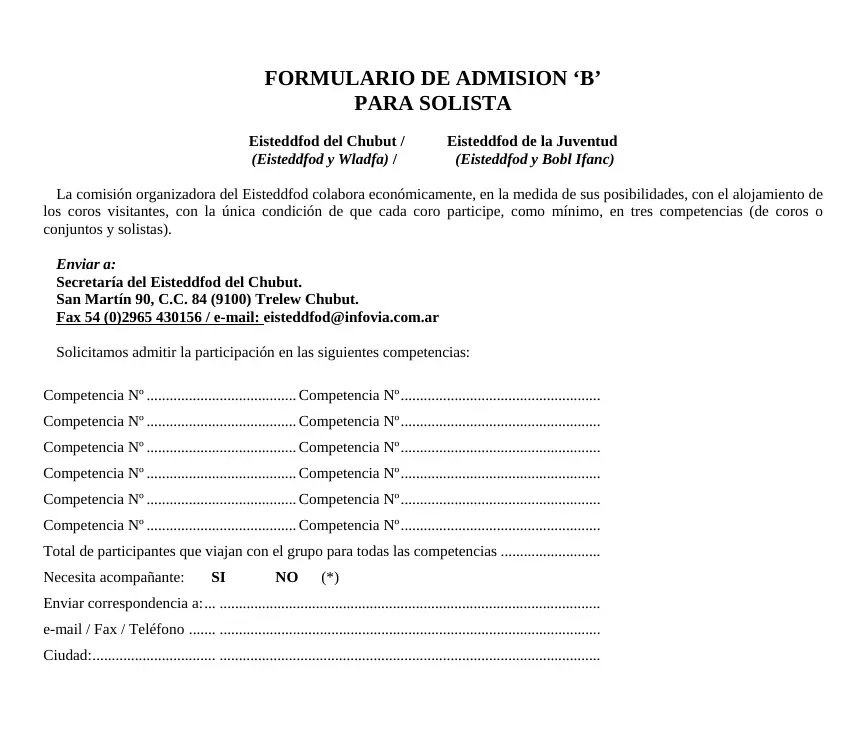 FORMULARIO DE ADMISION ‘B’
PARA SOLISTA
Eisteddfod del Chubut / Eisteddfod de la Juventud
(Eisteddfod y Wladfa) / (Eisteddfod y Bobl Ifanc)
La comisión organizadora del Eisteddfod colabora económicamente, en la medida de sus posibilidades, con el alojamiento de
los coros visitantes, con la única condición de que cada coro participe, como mínimo, en tres competencias (de coros o
conjuntos y solistas).
Enviar a:
Secretaría del Eisteddfod del Chubut.
San Martín 90, C.C. 84 (9100) Trelew Chubut.
Fax 54 (0)2965 430156 / e-mail: eisteddfod@infovia.com.ar
Solicitamos admitir la participación en las siguientes competencias:
Competencia Nº ....................................... Competencia Nº....................................................
Competencia Nº ....................................... Competencia Nº....................................................
Competencia Nº ....................................... Competencia Nº....................................................
Competencia Nº ....................................... Competencia Nº....................................................
Competencia Nº ....................................... Competencia Nº....................................................
Competencia Nº ....................................... Competencia Nº....................................................
Total de participantes que viajan con el grupo para todas las competencias ..........................
Necesita acompañante: SI NO (*)
Enviar correspondencia a:... ...................................................................................................
e-mail / Fax / Teléfono ....... ...................................................................................................
Ciudad:................................ ...................................................................................................